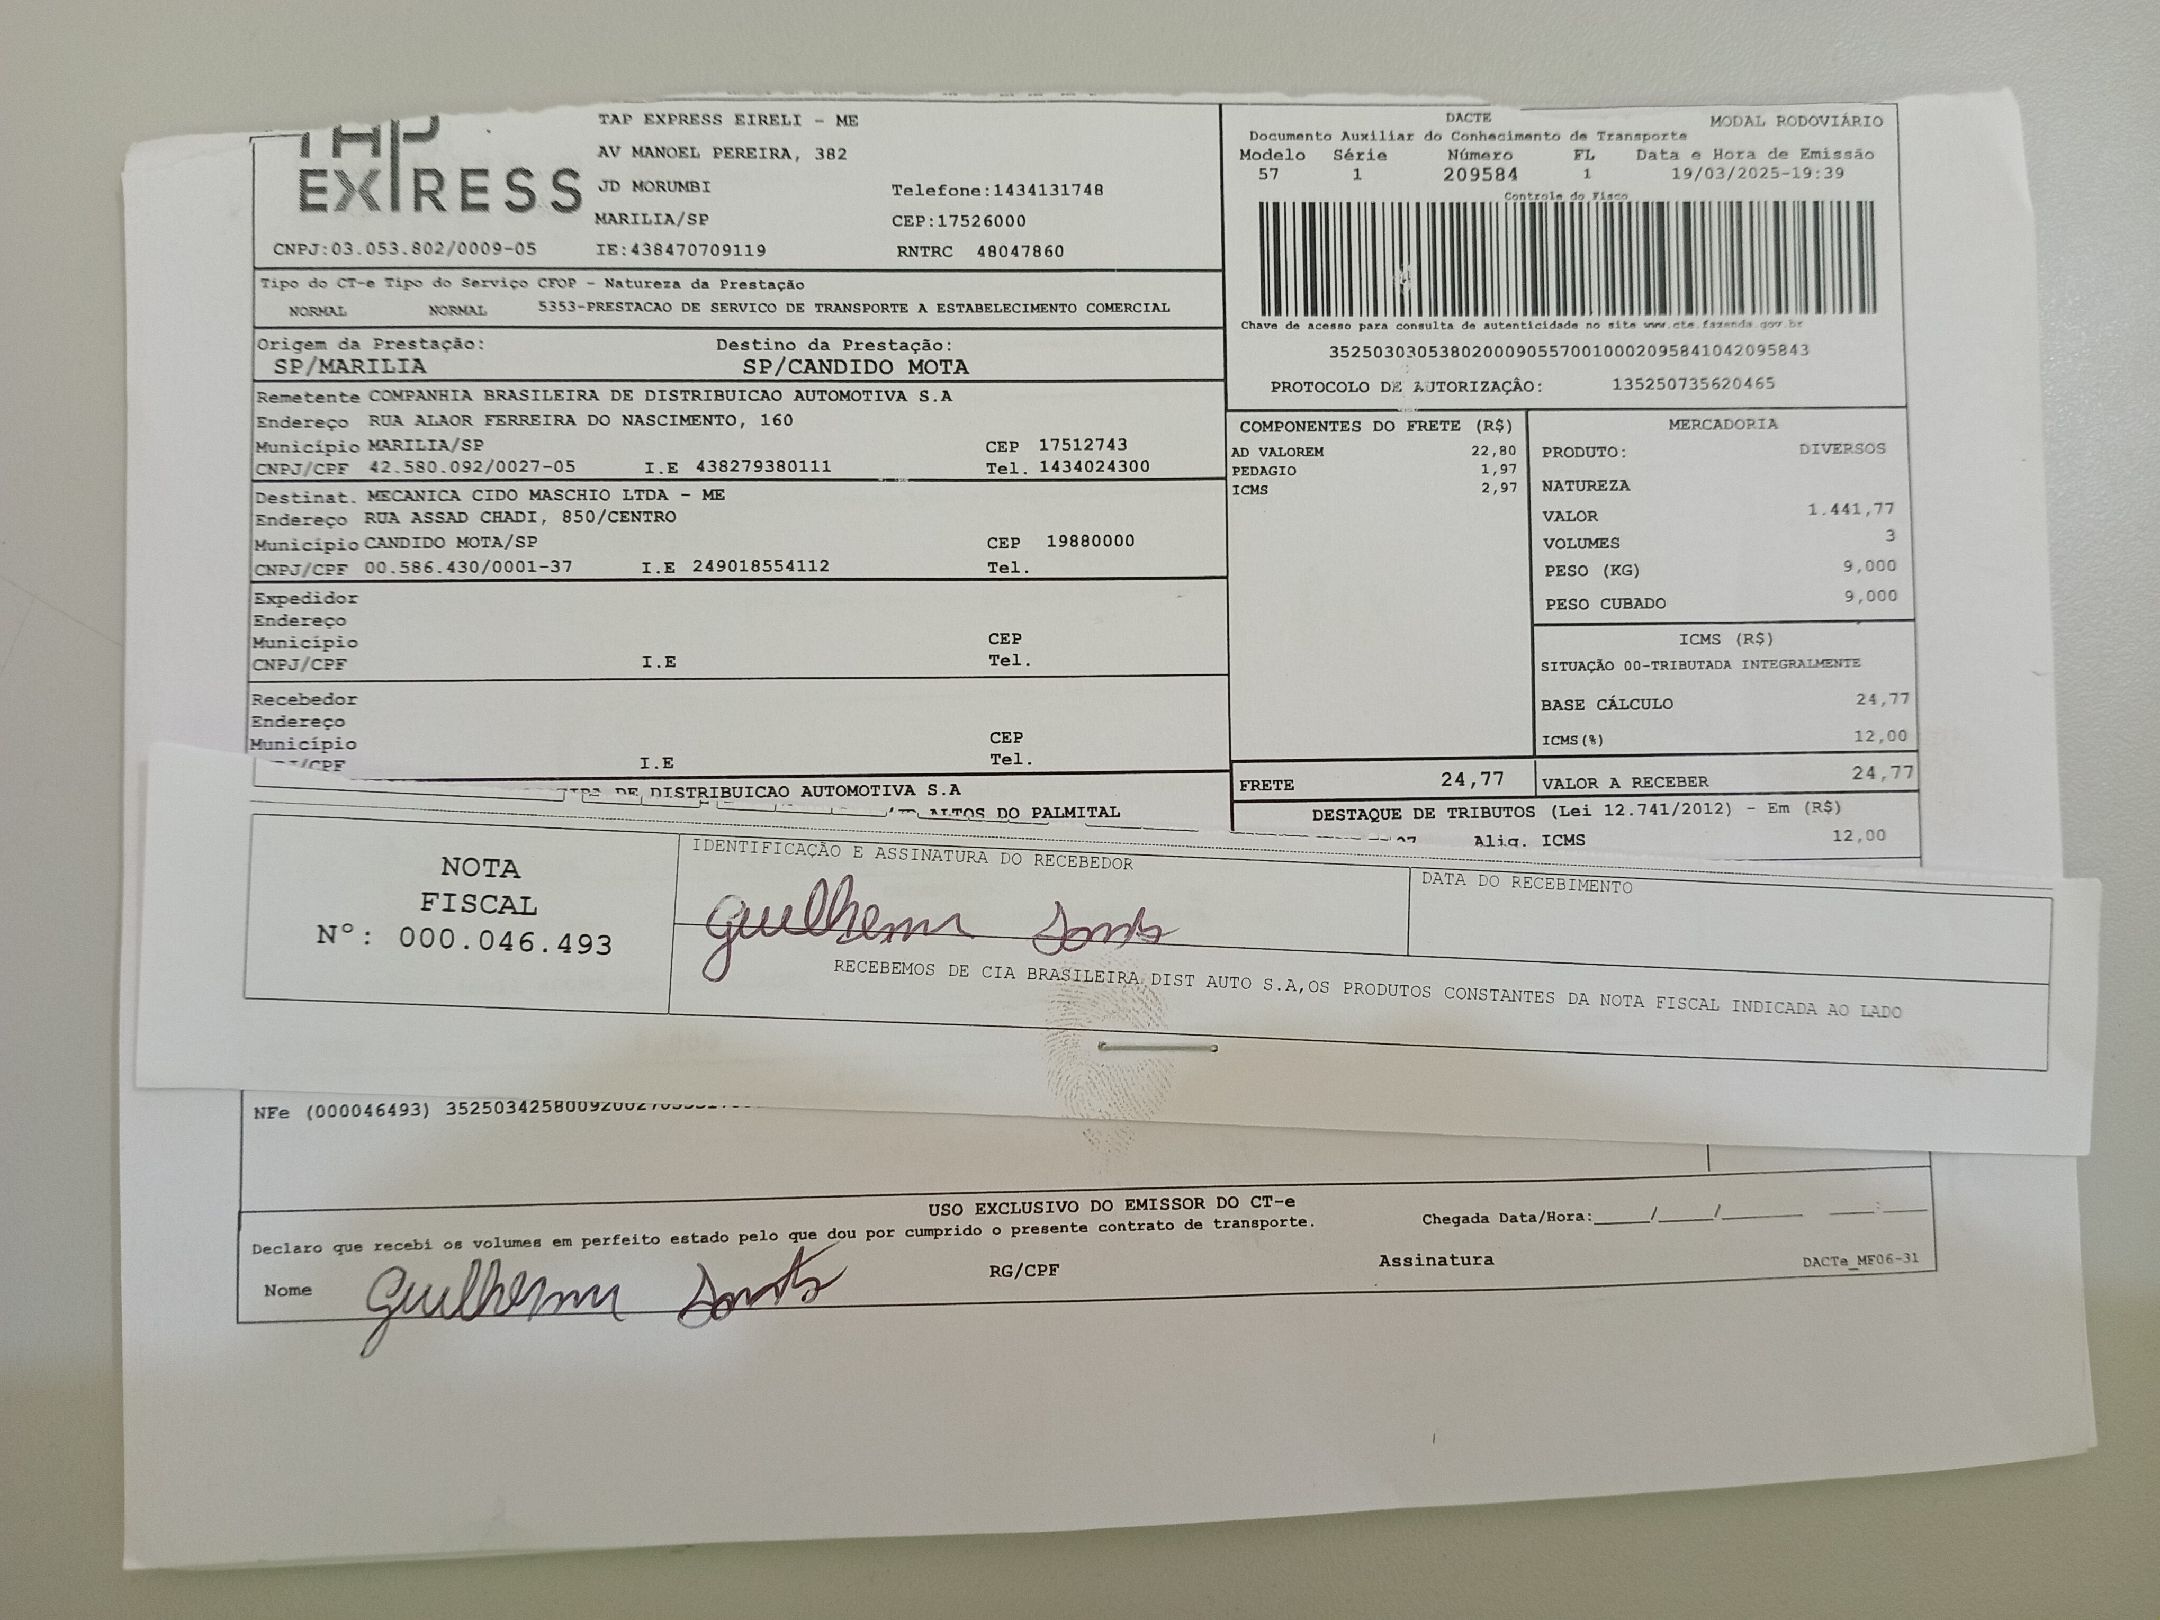 TAP EXPRESS
TAP EXPRESS EIRELI - ME
AV MANOEL PEREIRA, 382
JD MORUMBI Telefone:1434131748
MARILIA/SP CEP:17526000
CNPJ:03.053.802/0009-05 IE:438470709119 RNTRC 48047860
DACTE MODAL RODOVIÁRIO
Documento Auxiliar do Conhecimento de Transporte
Modelo Série Número FL Data e Hora de Emissão
57 1 209584 1 19/03/2025-19:39
Controle do Fisco
Chave de acesso para consulta de autenticidade no site www.cte.fazenda.gov.br
35250303053802000905570010002095841042095843
PROTOCOLO DE AUTORIZAÇÃO: 135250735620465
Tipo do CT-e Tipo do Serviço CFOP - Natureza da Prestação
NORMAL NORMAL 5353-PRESTACAO DE SERVICO DE TRANSPORTE A ESTABELECIMENTO COMERCIAL
Origem da Prestação: Destino da Prestação:
SP/MARILIA SP/CANDIDO MOTA
Remetente COMPANHIA BRASILEIRA DE DISTRIBUICAO AUTOMOTIVA S.A
Endereço RUA ALAOR FERREIRA DO NASCIMENTO, 160
Município MARILIA/SP CEP 17512743
CNPJ/CPF 42.580.092/0027-05 I.E 438279380111 Tel. 1434024300
Destinat. MECANICA CIDO MASCHIO LTDA - ME
Endereço RUA ASSAD CHADI, 850/CENTRO
Município CANDIDO MOTA/SP CEP 19880000
CNPJ/CPF 00.586.430/0001-37 I.E 249018554112 Tel.
Expedidor
Endereço
Município CEP
CNPJ/CPF I.E Tel.
Recebedor
Endereço
Município CEP
/CPF I.E Tel.
DE DISTRIBUICAO AUTOMOTIVA S.A
ALTOS DO PALMITAL
COMPONENTES DO FRETE (R$)
AD VALOREM 22,80
PEDAGIO 1,97
ICMS 2,97
MERCADORIA
PRODUTO: DIVERSOS
NATUREZA
VALOR 1.441,77
VOLUMES 3
PESO (KG) 9,000
PESO CUBADO 9,000
ICMS (R$)
SITUAÇÃO 00-TRIBUTADA INTEGRALMENTE
BASE CÁLCULO 24,77
ICMS(%) 12,00
FRETE 24,77 VALOR A RECEBER 24,77
DESTAQUE DE TRIBUTOS (Lei 12.741/2012) - Em (R$)
Aliq. ICMS 12,00
NOTA
FISCAL
N°: 000.046.493
IDENTIFICAÇÃO E ASSINATURA DO RECEBEDOR
DATA DO RECEBIMENTO
Guilherme Santos
RECEBEMOS DE CIA BRASILEIRA DIST AUTO S.A,OS PRODUTOS CONSTANTES DA NOTA FISCAL INDICADA AO LADO
NFe (000046493)
USO EXCLUSIVO DO EMISSOR DO CT-e
Declaro que recebi os volumes em perfeito estado pelo que dou por cumprido o presente contrato de transporte.
Chegada Data/Hora:_____/_____/________ ____:____
Nome Guilherme Santos RG/CPF Assinatura
DACTe_MF06-31